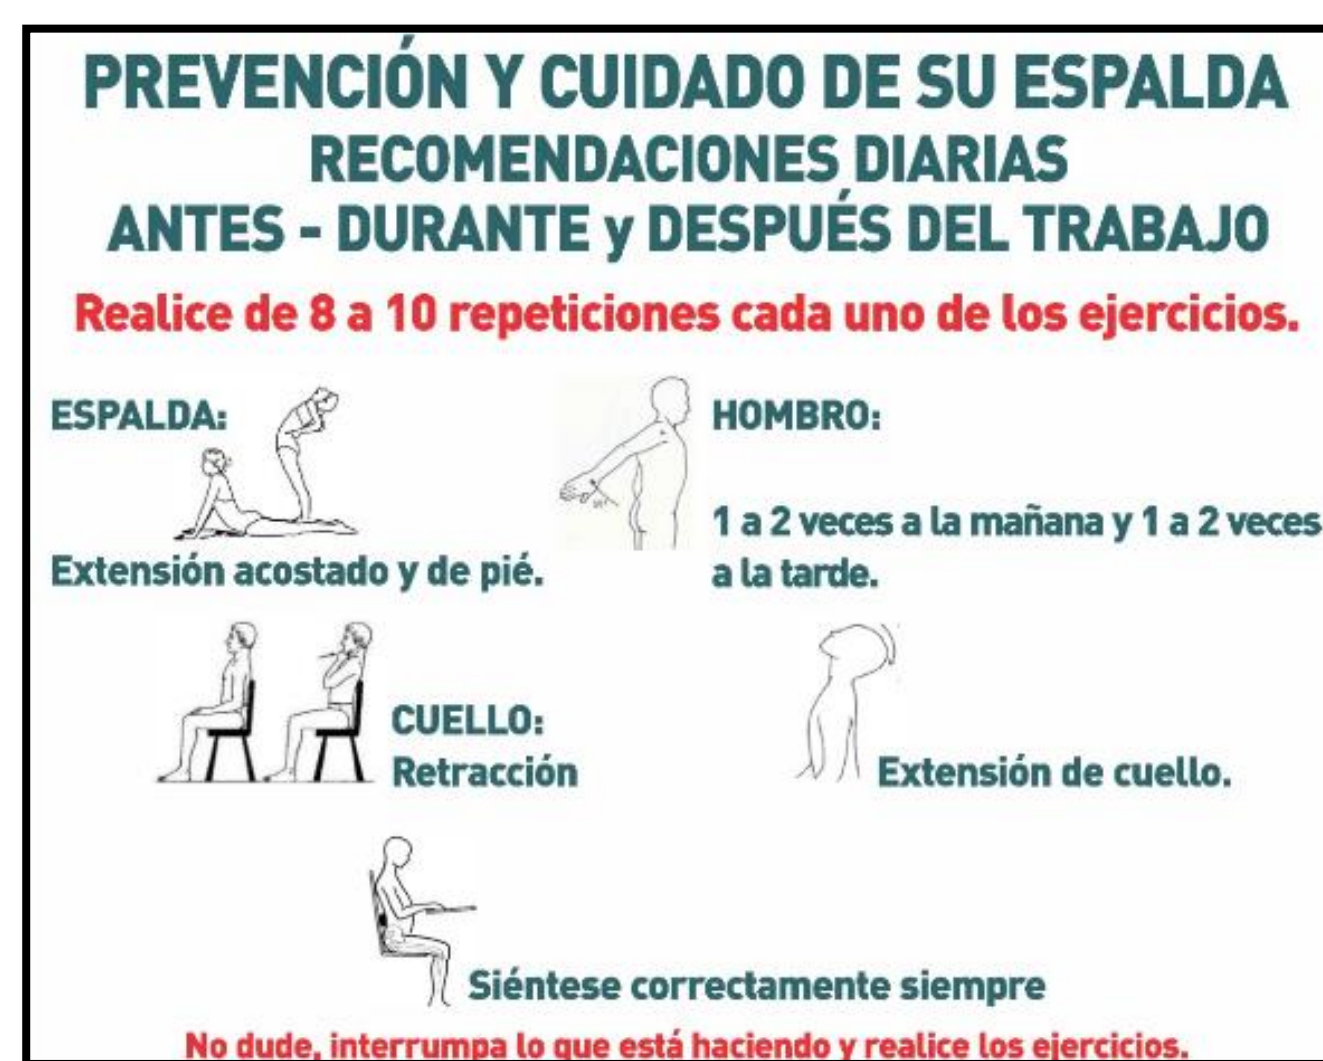 PREVENCIÓN Y CUIDADO DE SU ESPALDA
RECOMENDACIONES DIARIAS
ANTES - DURANTE y DESPUÉS DEL TRABAJO
Realice de 8 a 10 repeticiones cada uno de los ejercicios.
ESPALDA:
Extensión acostado y de pié.
HOMBRO:
1 a 2 veces a la mañana y 1 a 2 veces
a la tarde.
CUELLO:
Retracción
Extensión de cuello.
Siéntese correctamente siempre
No dude, interrumpa lo que está haciendo y realice los ejercicios.